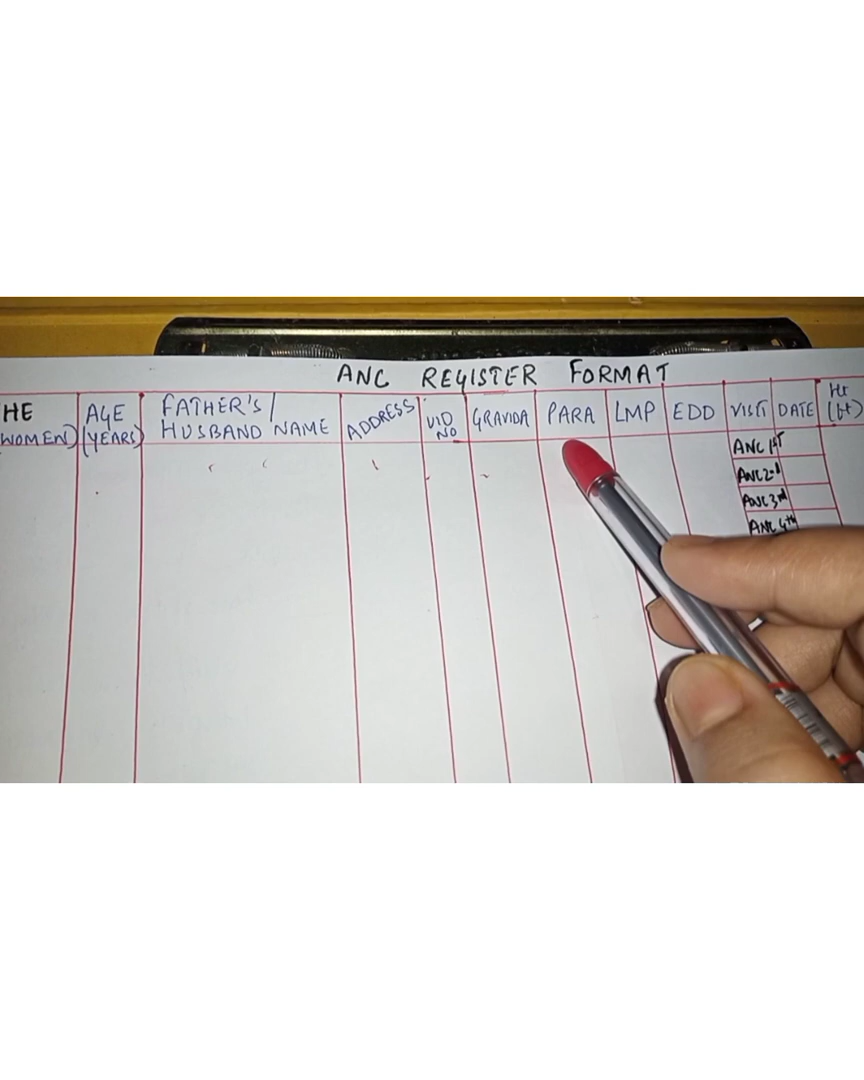 ANC REGISTER FORMAT
HE
WOMEN)
AGE
(YEARS)
FATHER'S /
HUSBAND NAME
ADDRESS
VID
NO
GRAVIDA
PARA
LMP
EDD
VISIT
DATE
Ht
(bt)
ANC 1ST
ANC 2nd
ANC 3rd
ANC 4th